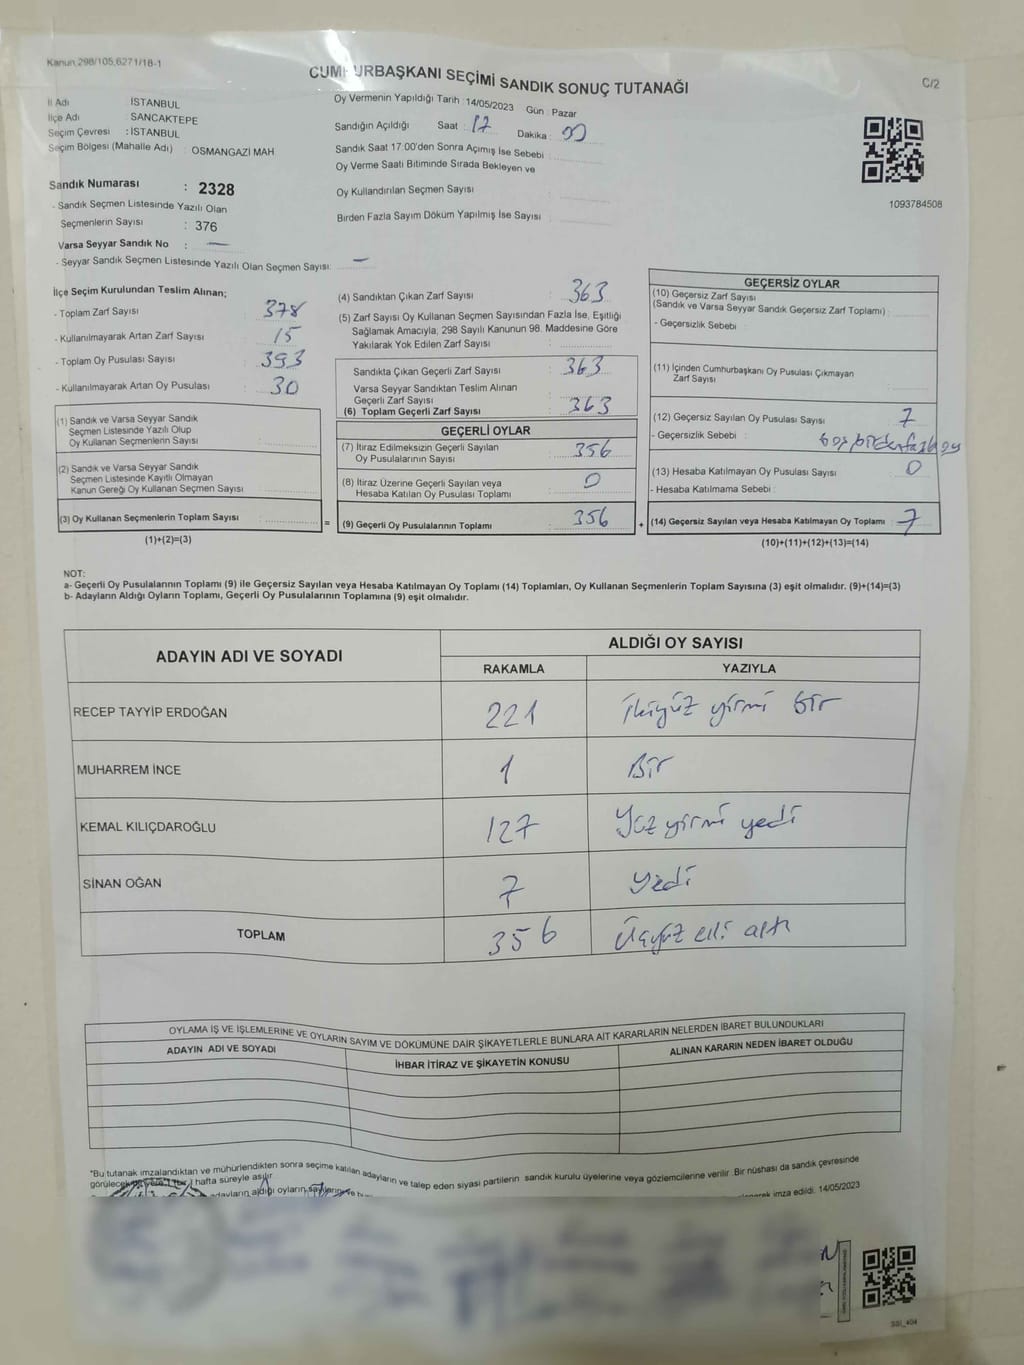 Kanun 298/105,6271/18-1
CUMHURBAŞKANI SEÇİMİ SANDIK SONUÇ TUTANAĞI
C/2
İl Adı : İSTANBUL
İlçe Adı : SANCAKTEPE
Seçim Çevresi : İSTANBUL
Seçim Bölgesi (Mahalle Adı) : OSMANGAZİ MAH
Oy Vermenin Yapıldığı Tarih : 14/05/2023 Gün : Pazar
Sandığın Açıldığı Saat : 17 Dakika : 00
Sandık Saat 17:00'den Sonra Açımış İse Sebebi :
Oy Verme Saati Bitiminde Sırada Bekleyen ve
Oy Kullandırılan Seçmen Sayısı :
Birden Fazla Sayım Döküm Yapılmış İse Sayısı :
1093784508
Sandık Numarası : 2328
- Sandık Seçmen Listesinde Yazılı Olan
Seçmenlerin Sayısı : 376
Varsa Seyyar Sandık No : —
- Seyyar Sandık Seçmen Listesinde Yazılı Olan Seçmen Sayısı: —
İlçe Seçim Kurulundan Teslim Alınan;
- Toplam Zarf Sayısı : 378
- Kullanılmayarak Artan Zarf Sayısı : 15
- Toplam Oy Pusulası Sayısı : 393
- Kullanılmayarak Artan Oy Pusulası : 30
(1) Sandık ve Varsa Seyyar Sandık
Seçmen Listesinde Yazılı Olup
Oy Kullanan Seçmenlerin Sayısı :
(2) Sandık ve Varsa Seyyar Sandık
Seçmen Listesinde Kayıtlı Olmayan
Kanun Gereği Oy Kullanan Seçmen Sayısı :
(3) Oy Kullanan Seçmenlerin Toplam Sayısı :
(1)+(2)=(3)
(4) Sandıktan Çıkan Zarf Sayısı : 363
(5) Zarf Sayısı Oy Kullanan Seçmen Sayısından Fazla İse, Eşitliği
Sağlamak Amacıyla, 298 Sayılı Kanunun 98. Maddesine Göre
Yakılarak Yok Edilen Zarf Sayısı :
Sandıkta Çıkan Geçerli Zarf Sayısı : 363
Varsa Seyyar Sandıktan Teslim Alınan
Geçerli Zarf Sayısı :
(6) Toplam Geçerli Zarf Sayısı : 363
GEÇERLİ OYLAR
(7) İtiraz Edilmeksizin Geçerli Sayılan
Oy Pusulalarının Sayısı : 356
(8) İtiraz Üzerine Geçerli Sayılan veya
Hesaba Katılan Oy Pusulası Toplamı : 0
= (9) Geçerli Oy Pusulalarının Toplamı : 356 +
GEÇERSİZ OYLAR
(10) Geçersiz Zarf Sayısı
(Sandık ve Varsa Seyyar Sandık Geçersiz Zarf Toplamı) :
- Geçersizlik Sebebi :
(11) İçinden Cumhurbaşkanı Oy Pusulası Çıkmayan
Zarf Sayısı :
(12) Geçersiz Sayılan Oy Pusulası Sayısı : 7
- Geçersizlik Sebebi : boş, birden fazla oy
(13) Hesaba Katılmayan Oy Pusulası Sayısı : 0
- Hesaba Katılmama Sebebi :
(14) Geçersiz Sayılan veya Hesaba Katılmayan Oy Toplamı : 7
(10)+(11)+(12)+(13)=(14)
NOT:
a- Geçerli Oy Pusulalarının Toplamı (9) ile Geçersiz Sayılan veya Hesaba Katılmayan Oy Toplamı (14) Toplamları, Oy Kullanan Seçmenlerin Toplam Sayısına (3) eşit olmalıdır. (9)+(14)=(3)
b- Adayların Aldığı Oyların Toplamı, Geçerli Oy Pusulalarının Toplamına (9) eşit olmalıdır.
ADAYIN ADI VE SOYADI
ALDIĞI OY SAYISI
RAKAMLA YAZIYLA
RECEP TAYYİP ERDOĞAN 221 ikiyüz yirmi bir
MUHARREM İNCE 1 Bir
KEMAL KILIÇDAROĞLU 127 Yüz yirmi yedi
SİNAN OĞAN 7 Yedi
TOPLAM 356 Üçyüz elli altı
OYLAMA İŞ VE İŞLEMLERİNE VE OYLARIN SAYIM VE DÖKÜMÜNE DAİR ŞİKAYETLERLE BUNLARA AİT KARARLARIN NELERDEN İBARET BULUNDUKLARI
ADAYIN ADI VE SOYADI İHBAR İTİRAZ VE ŞİKAYETİN KONUSU ALINAN KARARIN NEDEN İBARET OLDUĞU
*Bu tutanak imzalandıktan ve mühürlendikten sonra seçime katılan adayların ve talep eden siyasi partilerin sandık kurulu üyelerine veya gözlemcilerine verilir. Bir nüshası da sandık çevresinde
görülecek hafta süreyle asılır.
adayların aldığı oyların imza edildi. 14/05/2023
SSI_404